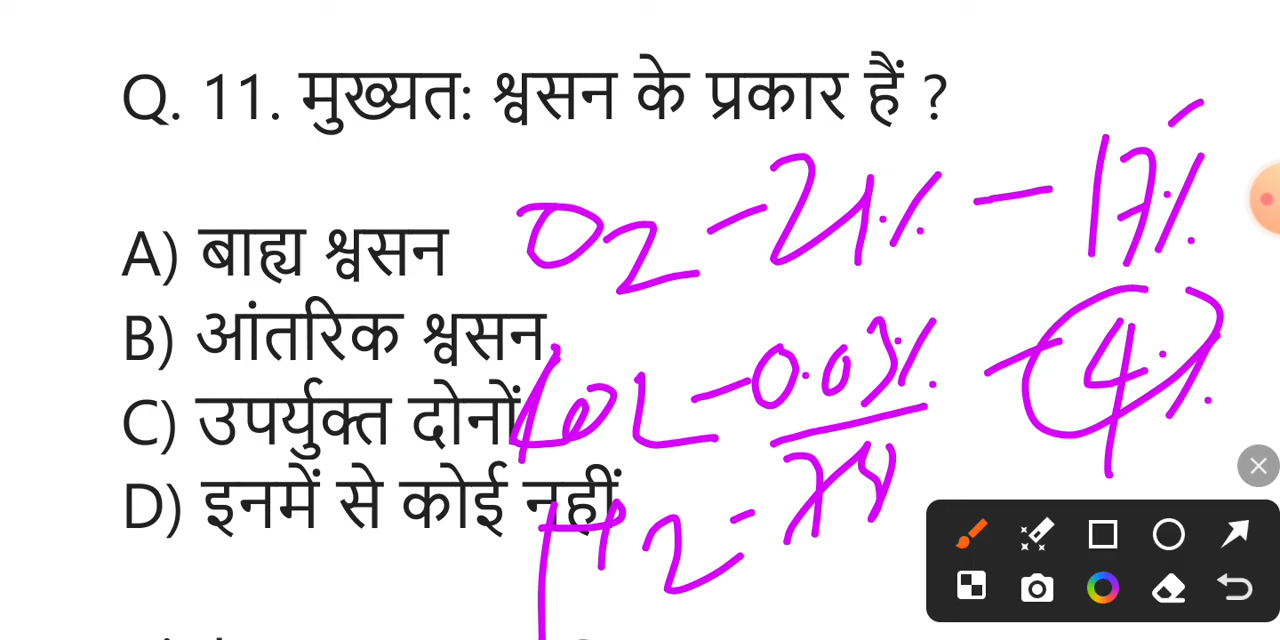 Q. 11. मुख्यत: श्वसन के प्रकार हैं ?
O2 - 21% - 17%
A) बाह्य श्वसन
B) आंतरिक श्वसन
CO2 - 0.03% - 4%
C) उपर्युक्त दोनों
D) इनमें से कोई नहीं